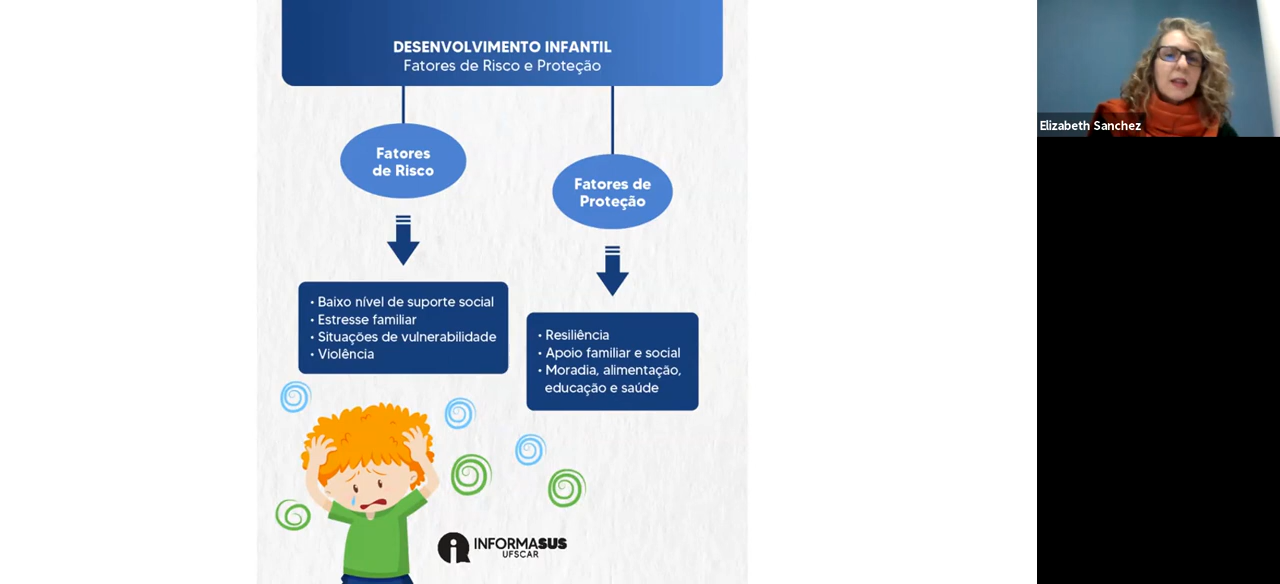 DESENVOLVIMENTO INFANTIL
Fatores de Risco e Proteção
Fatores
de Risco
• Baixo nível de suporte social
• Estresse familiar
• Situações de vulnerabilidade
• Violência
Fatores de
Proteção
• Resiliência
• Apoio familiar e social
• Moradia, alimentação,
educação e saúde
INFORMASUS
UFSCAR
Elizabeth Sanchez